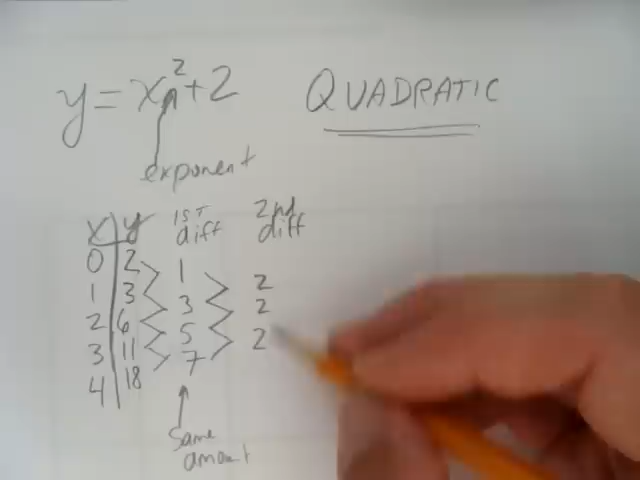 y = x² + 2
QUADRATIC
exponent
x y 1ST diff 2nd diff
0 2
1 3
2 6
3 11
4 18
1
3
5
7
2
2
2
same
amount